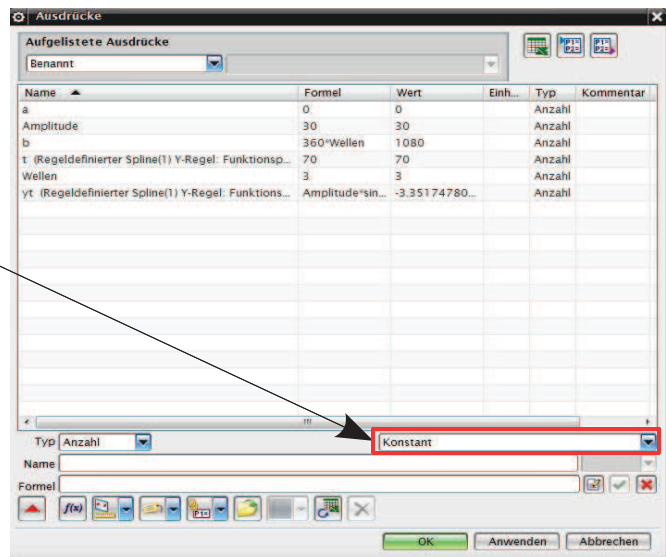 Ausdrücke
Aufgelistete Ausdrücke
Benannt
Name Formel Wert Einh... Typ Kommentar
a 0 0 Anzahl
Amplitude 30 30 Anzahl
b 360*Wellen 1080 Anzahl
t (Regeldefinierter Spline(1) Y-Regel: Funktionsp... 70 70 Anzahl
Wellen 3 3 Anzahl
yt (Regeldefinierter Spline(1) Y-Regel: Funktions... Amplitude*sin... -3.35174780... Anzahl
Typ Anzahl Konstant
Name
Formel
f(x) P1=
OK Anwenden Abbrechen